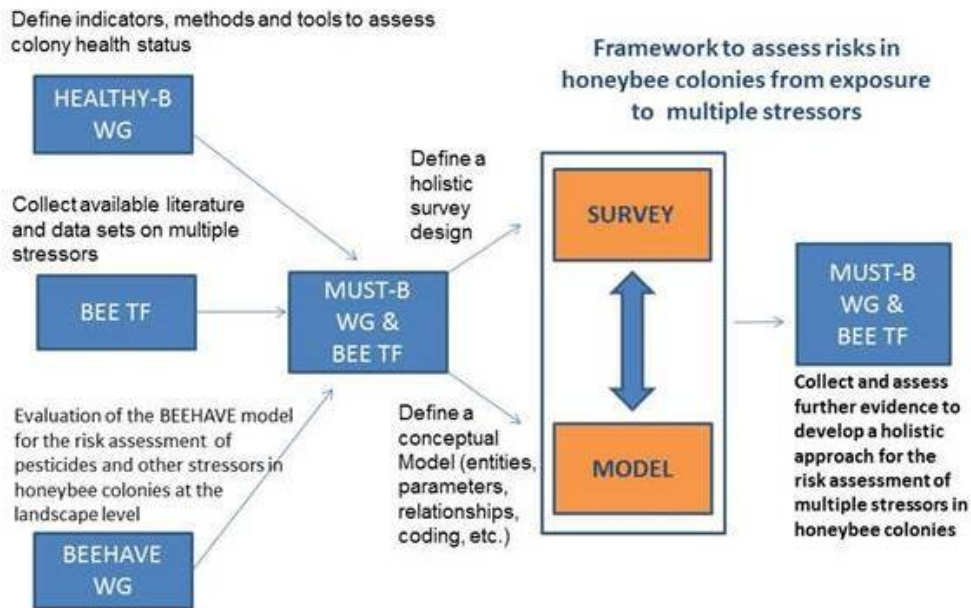 Define indicators, methods and tools to assess
colony health status
HEALTHY-B
WG
Collect available literature
and data sets on multiple
stressors
BEE TF
Evaluation of the BEEHAVE model
for the risk assessment of
pesticides and other stressors in
honeybee colonies at the
landscape level
BEEHAVE
WG
MUST-B
WG &
BEE TF
Define a
holistic
survey
design
Define a
conceptual
Model (entities,
parameters,
relationships,
coding, etc.)
Framework to assess risks in
honeybee colonies from exposure
to multiple stressors
SURVEY
MODEL
MUST-B
WG &
BEE TF
Collect and assess
further evidence to
develop a holistic
approach for the
risk assessment of
multiple stressors in
honeybee colonies